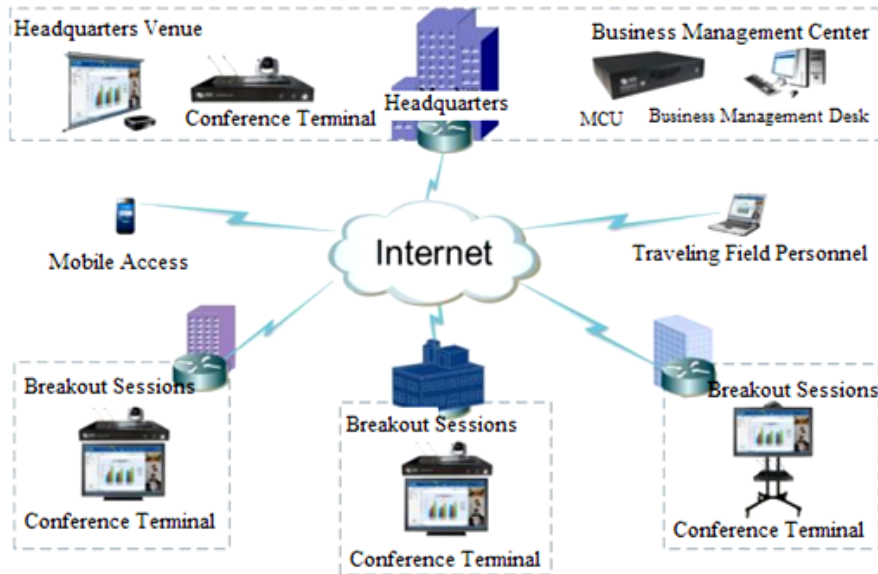 Headquarters Venue
Business Management Center
Headquarters
Conference Terminal
MCU
Business Management Desk
Internet
Mobile Access
Traveling Field Personnel
Breakout Sessions
Conference Terminal
Breakout Sessions
Conference Terminal
Breakout Sessions
Conference Terminal